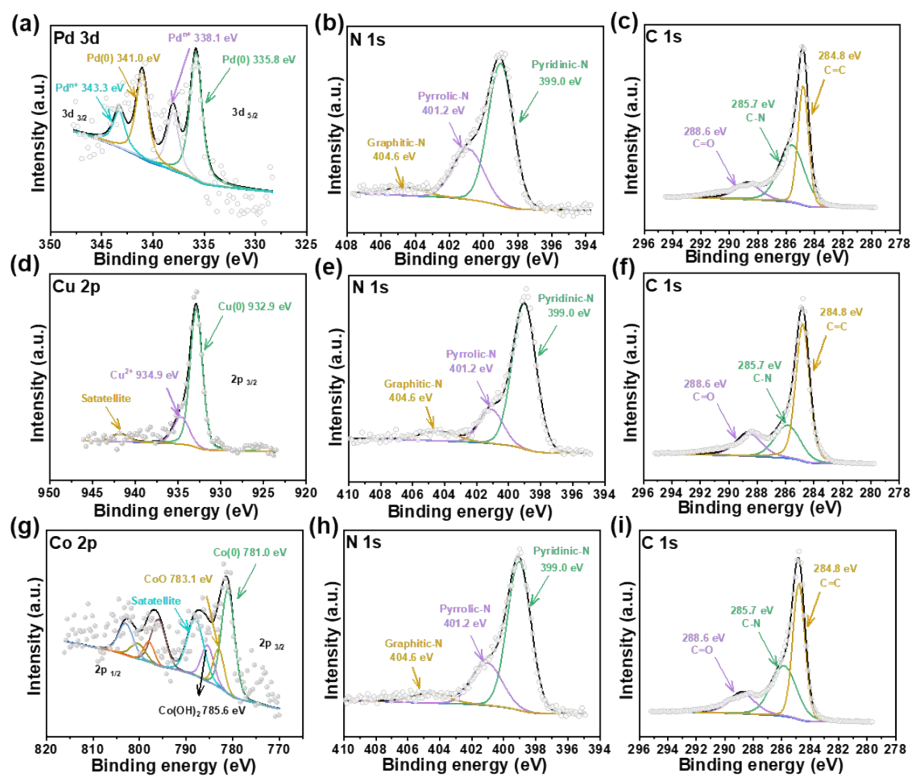 (a)
Pd 3d
Pdⁿ⁺ 338.1 eV
Pd(0) 341.0 eV
Pd(0) 335.8 eV
Pdⁿ⁺ 343.3 eV
3d 3/2
3d 5/2
Intensity (a.u.)
350 345 340 335 330 325
Binding energy (eV)
(b)
N 1s
Pyridinic-N
399.0 eV
Pyrrolic-N
401.2 eV
Graphitic-N
404.6 eV
Intensity (a.u.)
408 406 404 402 400 398 396 394
Binding energy (eV)
(c)
C 1s
284.8 eV
C=C
285.7 eV
C-N
288.6 eV
C=O
Intensity (a.u.)
296 294 292 290 288 286 284 282 280 278
Binding energy (eV)
(d)
Cu 2p
Cu(0) 932.9 eV
Cu²⁺ 934.9 eV
2p 3/2
Satatellite
Intensity (a.u.)
950 945 940 935 930 925 920
Binding energy (eV)
(e)
N 1s
Pyridinic-N
399.0 eV
Pyrrolic-N
401.2 eV
Graphitic-N
404.6 eV
Intensity (a.u.)
410 408 406 404 402 400 398 396 394
Binding energy (eV)
(f)
C 1s
284.8 eV
C=C
285.7 eV
C-N
288.6 eV
C=O
Intensity (a.u.)
296 294 292 290 288 286 284 282 280 278
Binding energy (eV)
(g)
Co 2p
Co(0) 781.0 eV
CoO 783.1 eV
Satatellite
2p 3/2
2p 1/2
Co(OH)₂ 785.6 eV
Intensity (a.u.)
820 810 800 790 780 770
Binding energy (eV)
(h)
N 1s
Pyridinic-N
399.0 eV
Pyrrolic-N
401.2 eV
Graphitic-N
404.6 eV
Intensity (a.u.)
410 408 406 404 402 400 398 396 394
Binding energy (eV)
(i)
C 1s
284.8 eV
C=C
285.7 eV
C-N
288.6 eV
C=O
Intensity (a.u.)
296 294 292 290 288 286 284 282 280 278
Binding energy (eV)